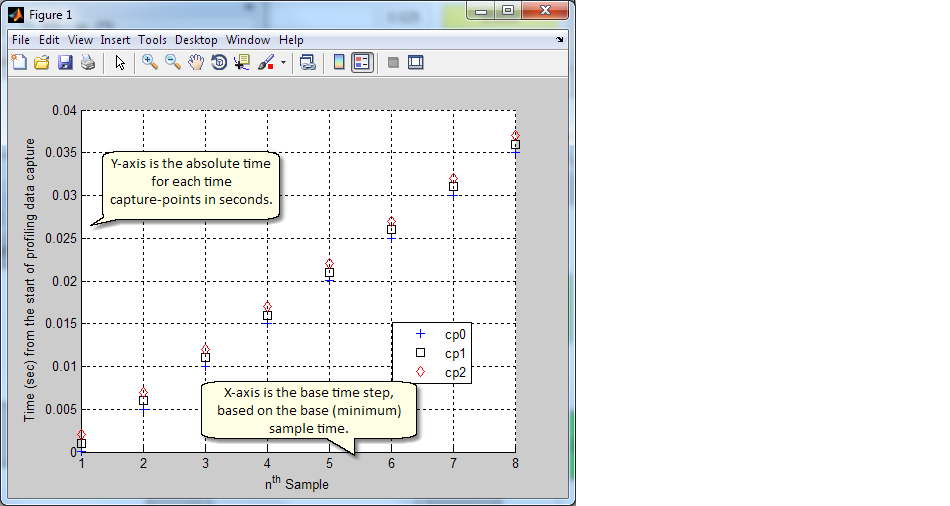 Figure 1
File Edit View Insert Tools Desktop Window Help
0.04
0.035
0.03
0.025
0.02
0.015
0.01
0.005
0
Time (sec) from the start of profiling data capture
Y-axis is the absolute time
for each time
capture-points in seconds.
cp0
cp1
cp2
X-axis is the base time step,
based on the base (minimum)
sample time.
1 2 3 4 5 6 7 8
nth Sample